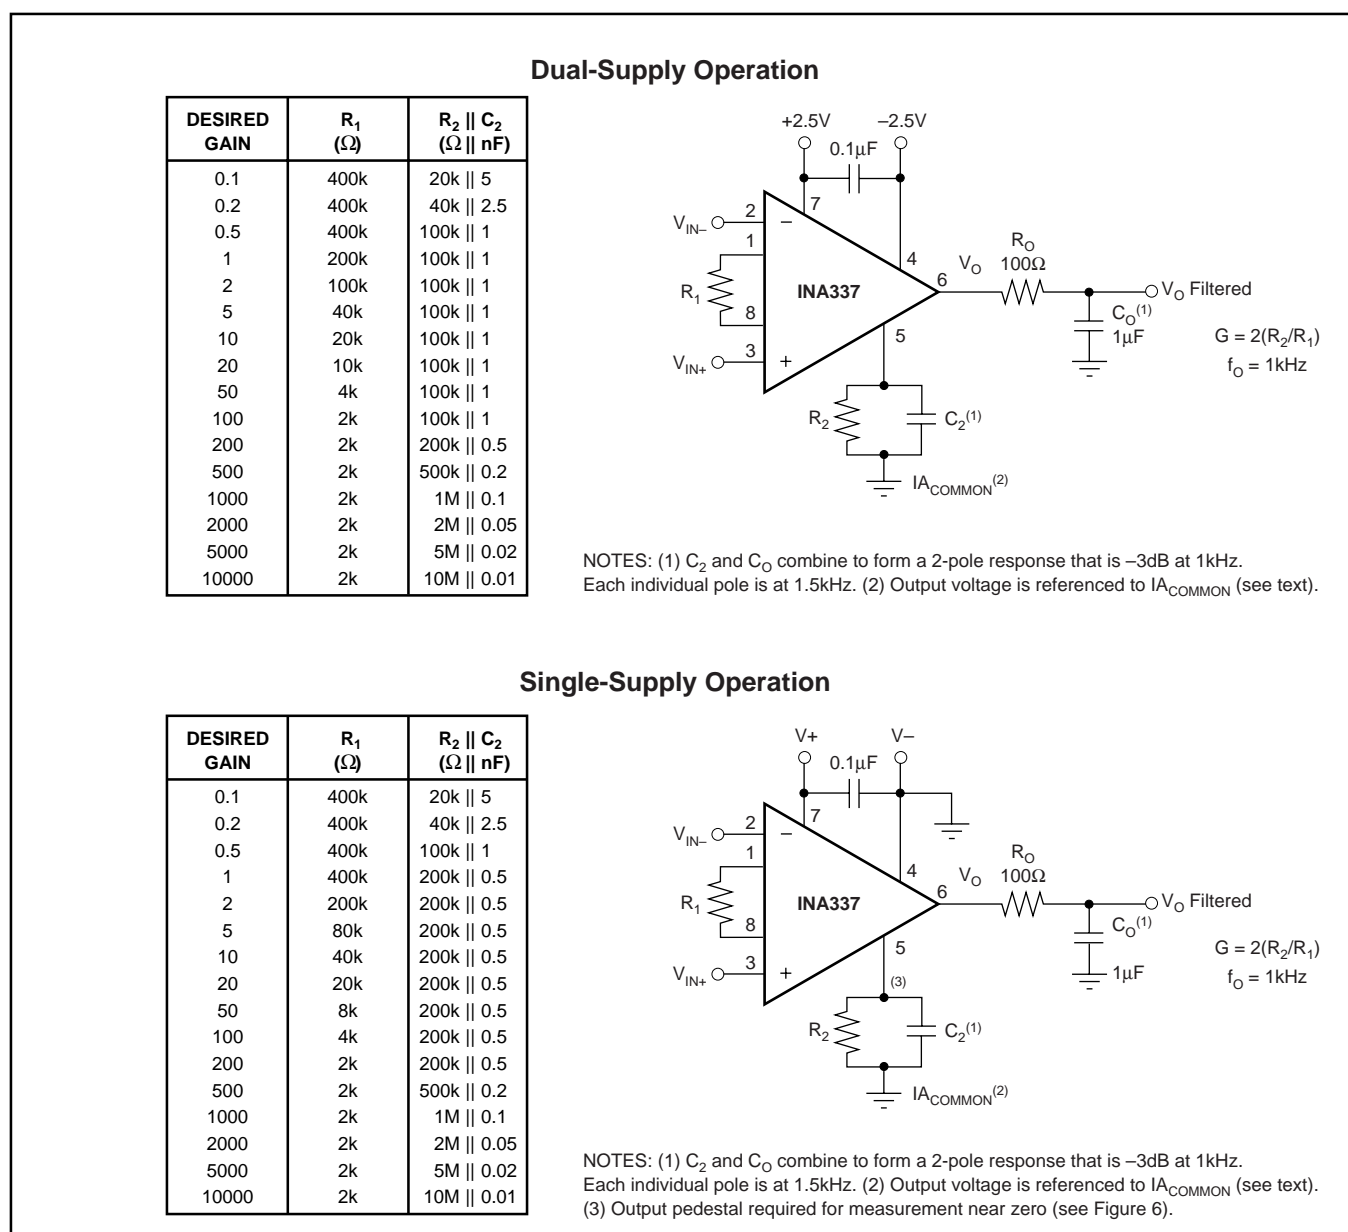 Dual-Supply Operation
DESIRED GAIN R1 (Ω) R2 || C2 (Ω || nF)
0.1 400k 20k || 5
0.2 400k 40k || 2.5
0.5 400k 100k || 1
1 200k 100k || 1
2 100k 100k || 1
5 40k 100k || 1
10 20k 100k || 1
20 10k 100k || 1
50 4k 100k || 1
100 2k 100k || 1
200 2k 200k || 0.5
500 2k 500k || 0.2
1000 2k 1M || 0.1
2000 2k 2M || 0.05
5000 2k 5M || 0.02
10000 2k 10M || 0.01
+2.5V –2.5V
0.1µF
7
VIN– 2 –
1
R1
8
VIN+ 3 +
INA337
4
6
5
VO
RO
100Ω
VO Filtered
CO(1)
1µF
G = 2(R2/R1)
fO = 1kHz
R2
C2(1)
IACOMMON(2)
NOTES: (1) C2 and CO combine to form a 2-pole response that is –3dB at 1kHz.
Each individual pole is at 1.5kHz. (2) Output voltage is referenced to IACOMMON (see text).
Single-Supply Operation
DESIRED GAIN R1 (Ω) R2 || C2 (Ω || nF)
0.1 400k 20k || 5
0.2 400k 40k || 2.5
0.5 400k 100k || 1
1 400k 200k || 0.5
2 200k 200k || 0.5
5 80k 200k || 0.5
10 40k 200k || 0.5
20 20k 200k || 0.5
50 8k 200k || 0.5
100 4k 200k || 0.5
200 2k 200k || 0.5
500 2k 500k || 0.2
1000 2k 1M || 0.1
2000 2k 2M || 0.05
5000 2k 5M || 0.02
10000 2k 10M || 0.01
V+ V–
0.1µF
7
VIN– 2 –
1
R1
8
VIN+ 3 +
INA337
4
6
5
(3)
VO
RO
100Ω
VO Filtered
CO(1)
1µF
G = 2(R2/R1)
fO = 1kHz
R2
C2(1)
IACOMMON(2)
NOTES: (1) C2 and CO combine to form a 2-pole response that is –3dB at 1kHz.
Each individual pole is at 1.5kHz. (2) Output voltage is referenced to IACOMMON (see text).
(3) Output pedestal required for measurement near zero (see Figure 6).